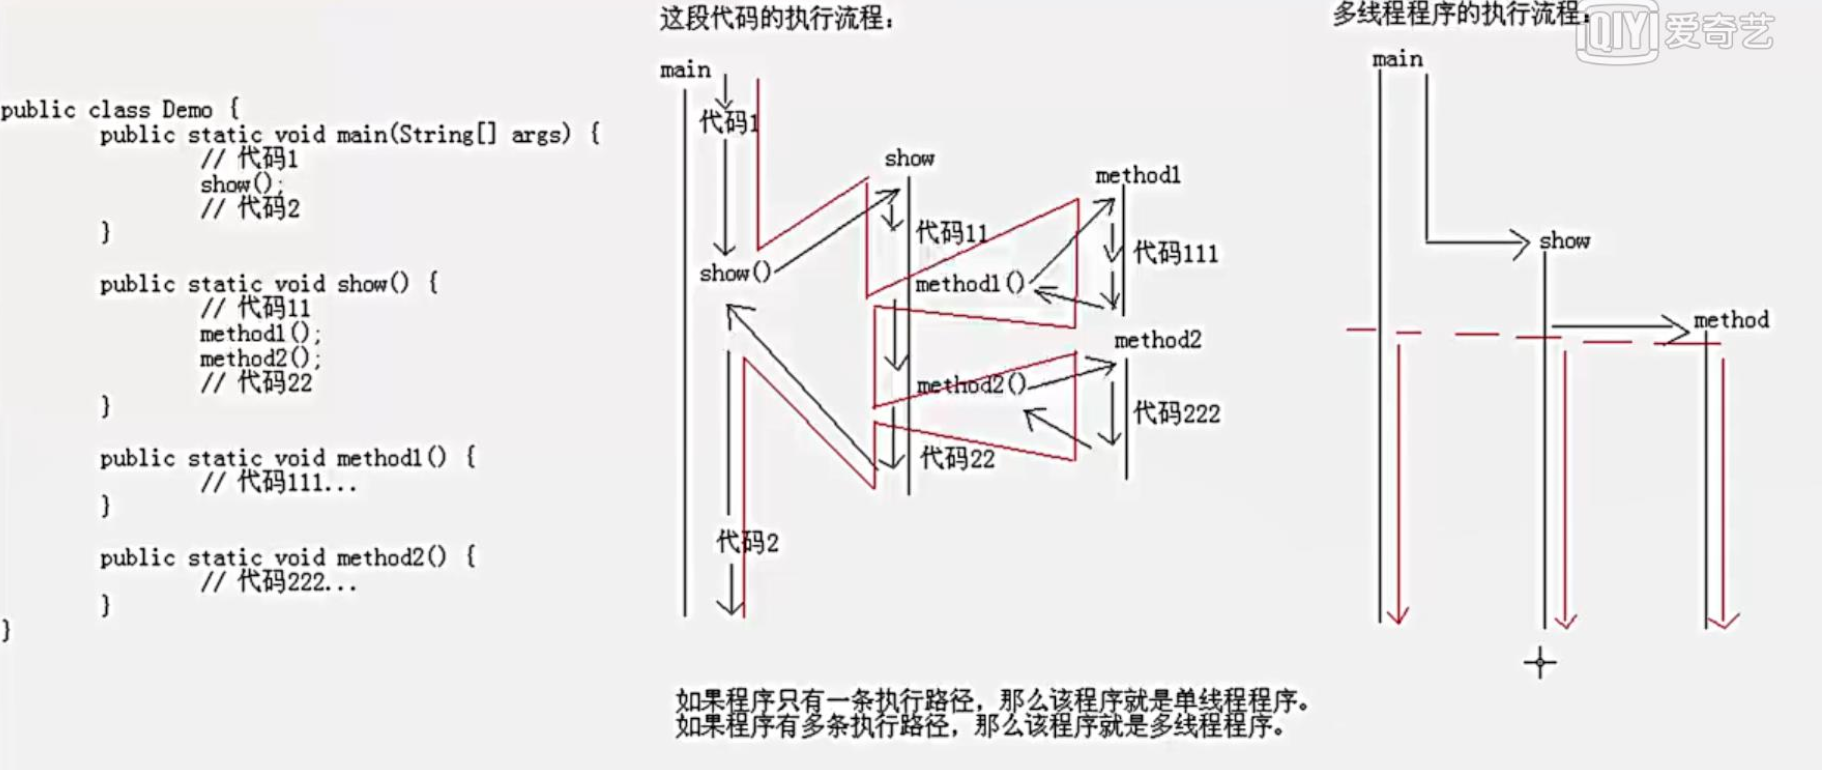 public class Demo {
public static void main(String[] args) {
// 代码1
show();
// 代码2
}
public static void show() {
// 代码11
method1();
method2();
// 代码22
}
public static void method1() {
// 代码111...
}
public static void method2() {
// 代码222...
}
}
这段代码的执行流程:
main
代码1
show()
代码2
show
代码11
method1()
method2()
代码22
method1
代码111
method2
代码222
如果程序只有一条执行路径，那么该程序就是单线程程序。
如果程序有多条执行路径，那么该程序就是多线程程序。
多线程程序的执行流程:
QIYI 爱奇艺
main
show
method